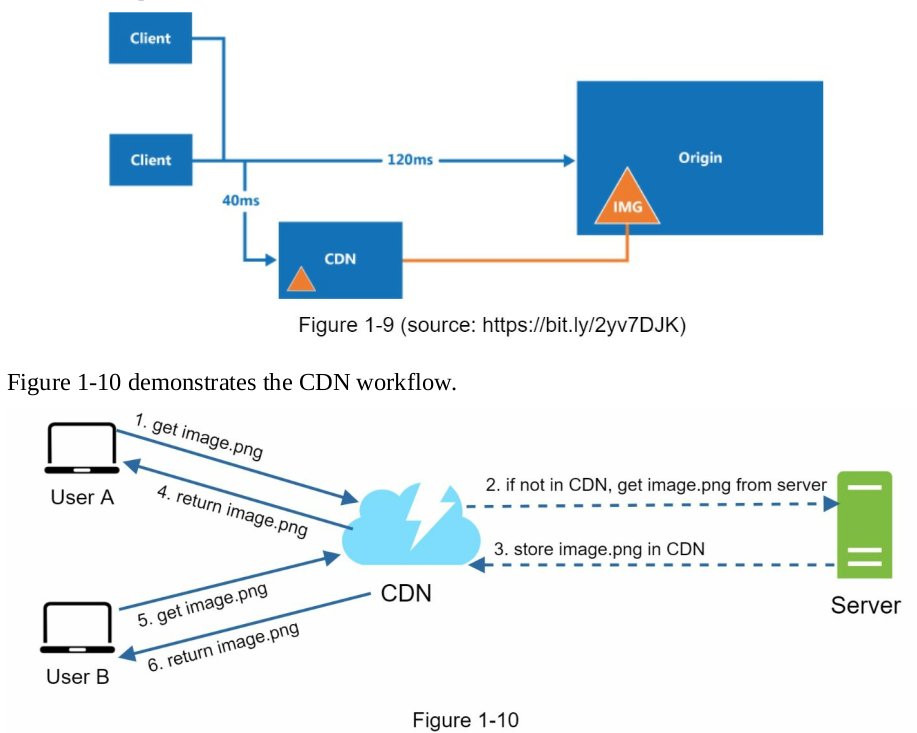 Client
Client
120ms
Origin
40ms
IMG
CDN
Figure 1-9 (source: https://bit.ly/2yv7DJK)
Figure 1-10 demonstrates the CDN workflow.
1. get image.png
User A
4. return image.png
2. if not in CDN, get image.png from server
3. store image.png in CDN
CDN
Server
5. get image.png
6. return image.png
User B
Figure 1-10